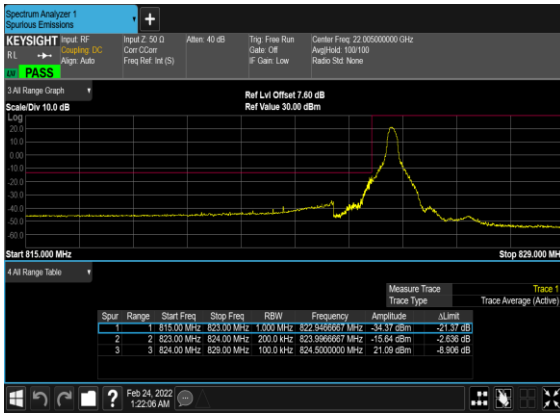 Spectrum Analyzer 1
Spurious Emissions
+
KEYSIGHT Input: RF Input Z: 50 Ω Atten: 40 dB Trig: Free Run Center Freq: 22.005000000 GHz
RL Coupling: DC Corr CCorr Gate: Off Avg|Hold: 100/100
Align: Auto Freq Ref: Int (S) IF Gain: Low Radio Std: None
PASS
3 All Range Graph
Scale/Div 10.0 dB Ref Lvl Offset 7.60 dB
Ref Value 30.00 dBm
Log
20.0
10.0
0.00
-10.0
-20.0
-30.0
-40.0
-50.0
-60.0
Start 815.000 MHz Stop 829.000 MH
4 All Range Table
Measure Trace Trace 1
Trace Type Trace Average (Active)
Spur Range Start Freq Stop Freq RBW Frequency Amplitude ΔLimit
1 1 815.00 MHz 823.00 MHz 1.000 MHz 822.9466667 MHz -34.37 dBm -21.37 dB
2 2 823.00 MHz 824.00 MHz 200.0 kHz 823.9966667 MHz -15.64 dBm -2.636 dB
3 3 824.00 MHz 829.00 MHz 100.0 kHz 824.5000000 MHz 21.09 dBm -8.906 dB
? Feb 24, 2022
1:22:06 AM